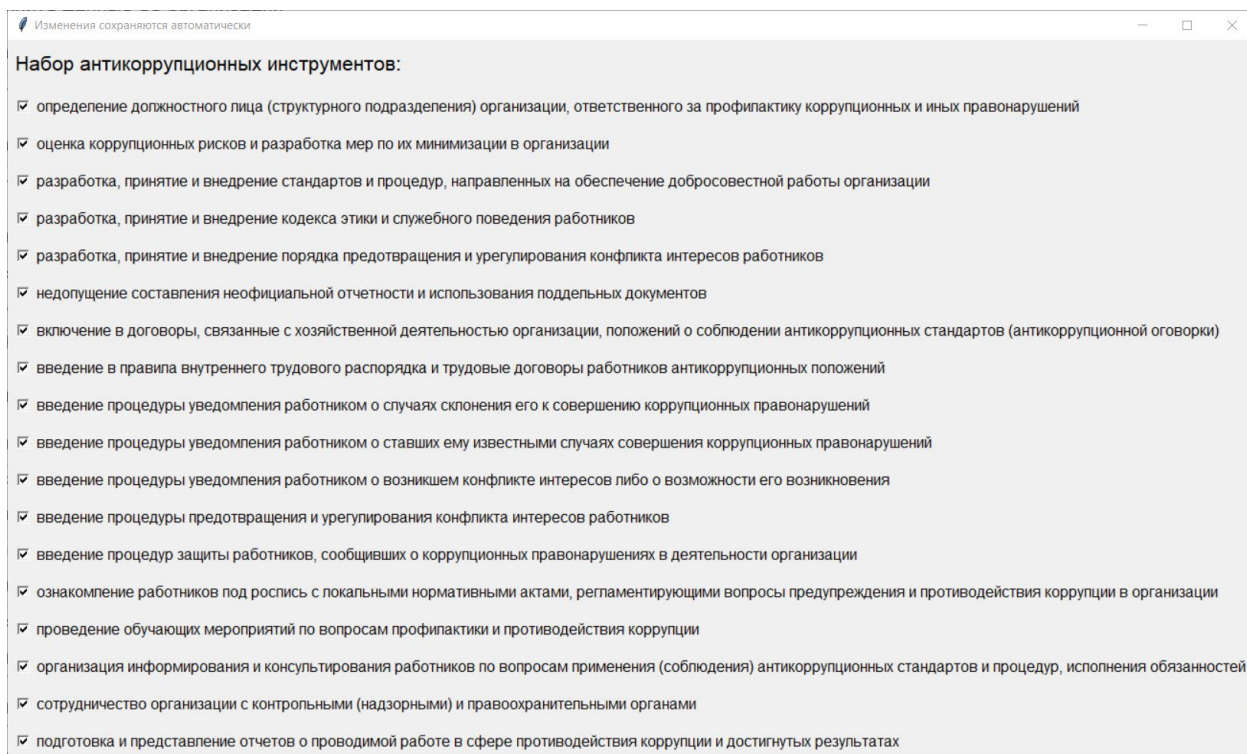 Изменения сохраняются автоматически
Набор антикоррупционных инструментов:
определение должностного лица (структурного подразделения) организации, ответственного за профилактику коррупционных и иных правонарушений
оценка коррупционных рисков и разработка мер по их минимизации в организации
разработка, принятие и внедрение стандартов и процедур, направленных на обеспечение добросовестной работы организации
разработка, принятие и внедрение кодекса этики и служебного поведения работников
разработка, принятие и внедрение порядка предотвращения и урегулирования конфликта интересов работников
недопущение составления неофициальной отчетности и использования поддельных документов
включение в договоры, связанные с хозяйственной деятельностью организации, положений о соблюдении антикоррупционных стандартов (антикоррупционной оговорки)
введение в правила внутреннего трудового распорядка и трудовые договоры работников антикоррупционных положений
введение процедуры уведомления работником о случаях склонения его к совершению коррупционных правонарушений
введение процедуры уведомления работником о ставших ему известными случаях совершения коррупционных правонарушений
введение процедуры уведомления работником о возникшем конфликте интересов либо о возможности его возникновения
введение процедуры предотвращения и урегулирования конфликта интересов работников
введение процедур защиты работников, сообщивших о коррупционных правонарушениях в деятельности организации
ознакомление работников под роспись с локальными нормативными актами, регламентирующими вопросы предупреждения и противодействия коррупции в организации
проведение обучающих мероприятий по вопросам профилактики и противодействия коррупции
организация информирования и консультирования работников по вопросам применения (соблюдения) антикоррупционных стандартов и процедур, исполнения обязанностей
сотрудничество организации с контрольными (надзорными) и правоохранительными органами
подготовка и представление отчетов о проводимой работе в сфере противодействия коррупции и достигнутых результатах